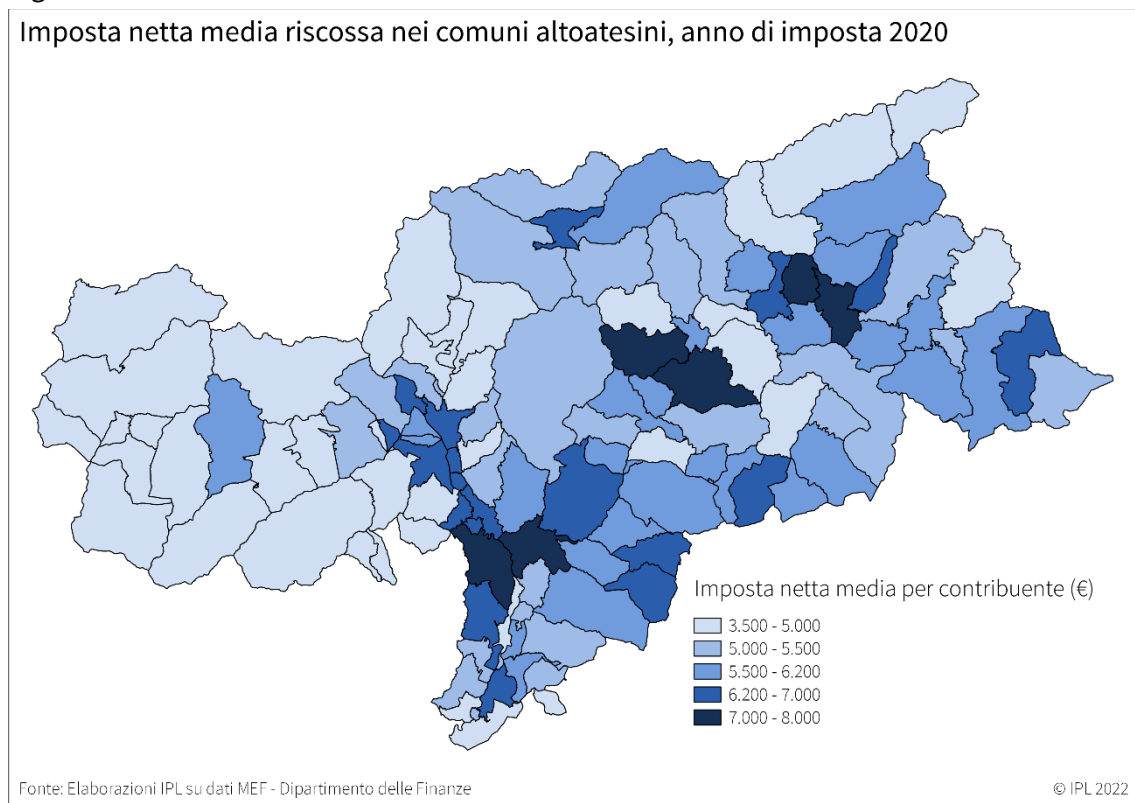 Imposta netta media riscossa nei comuni altoatesini, anno di imposta 2020
Imposta netta media per contribuente (€)
3.500 - 5.000
5.000 - 5.500
5.500 - 6.200
6.200 - 7.000
7.000 - 8.000
Fonte: Elaborazioni IPL su dati MEF - Dipartimento delle Finanze
© IPL 2022